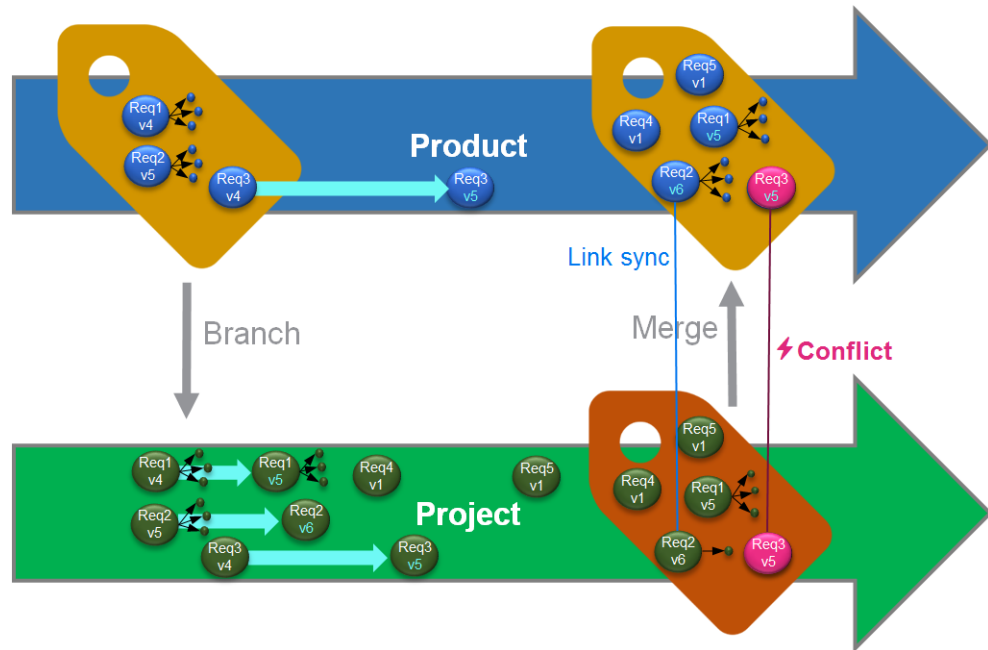 Req1
v4
Req2
v5
Req3
v4
Product
Req3
v5
Req5
v1
Req4
v1
Req1
v5
Req2
v6
Req3
v5
Link sync
Branch
Merge
Conflict
Req1
v4
Req1
v5
Req4
v1
Req5
v1
Req2
v5
Req2
v6
Project
Req3
v4
Req3
v5
Req5
v1
Req4
v1
Req1
v5
Req2
v6
Req3
v5